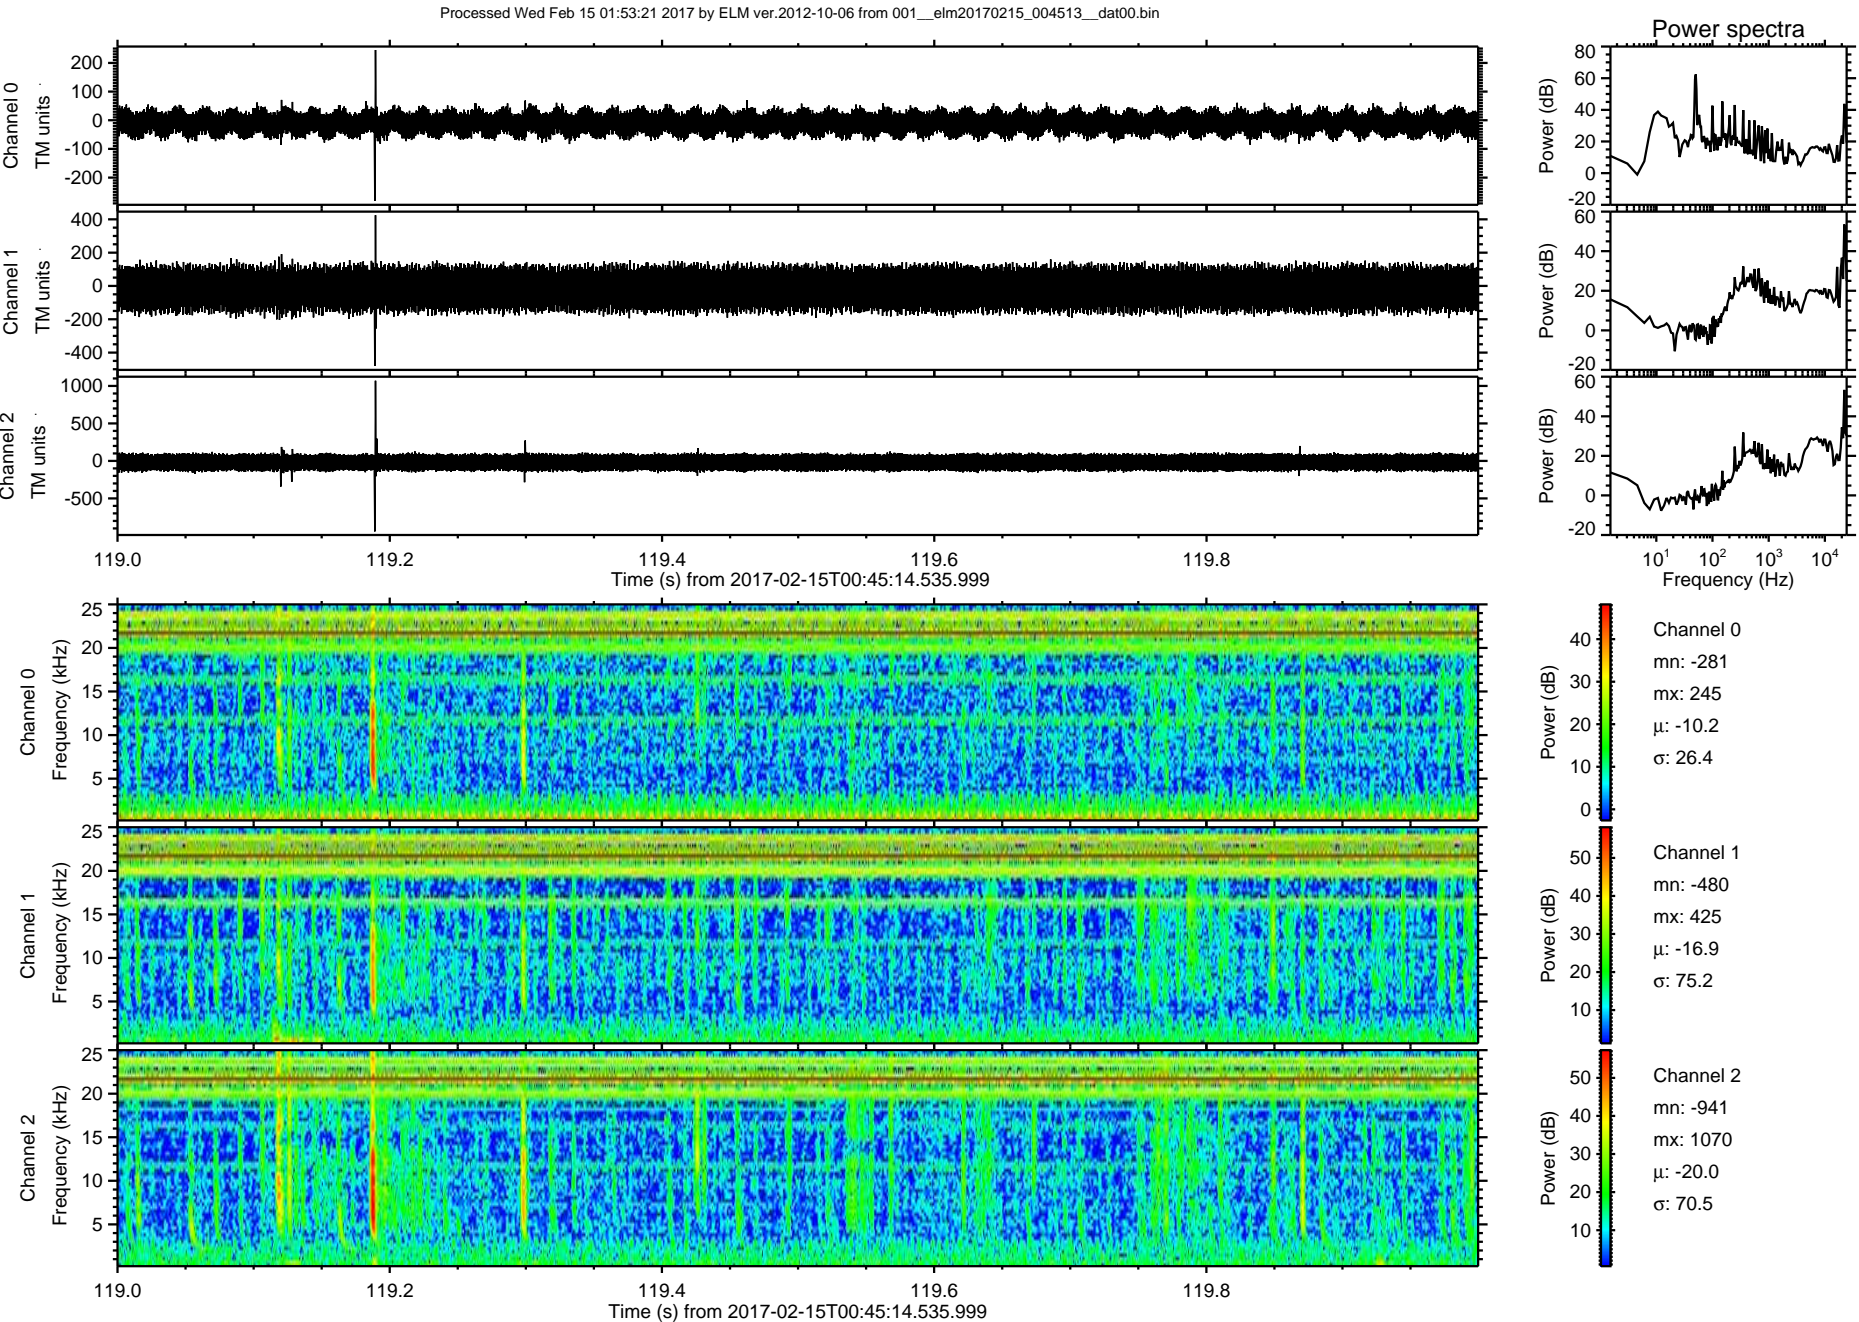 Processed Wed Feb 15 01:53:21 2017 by ELM ver.2012-10-06 from 001__elm20170215_004513__dat00.bin
Power spectra
Channel 0
TM units
200
100
0
-100
-200
Power (dB)
80
60
40
20
0
-20
Channel 1
TM units
400
200
0
-200
-400
Power (dB)
60
40
20
0
-20
Channel 2
TM units
1000
500
0
-500
Power (dB)
60
40
20
0
-20
119.0 119.2 119.4 119.6 119.8
Time (s) from 2017-02-15T00:45:14.535.999
10^1 10^2 10^3 10^4
Frequency (Hz)
Channel 0
Frequency (kHz)
25
20
15
10
5
Power (dB)
40
30
20
10
0
Channel 0
mn: -281
mx: 245
μ: -10.2
σ: 26.4
Channel 1
Frequency (kHz)
25
20
15
10
5
Power (dB)
50
40
30
20
10
Channel 1
mn: -480
mx: 425
μ: -16.9
σ: 75.2
Channel 2
Frequency (kHz)
25
20
15
10
5
Power (dB)
50
40
30
20
10
Channel 2
mn: -941
mx: 1070
μ: -20.0
σ: 70.5
119.0 119.2 119.4 119.6 119.8
Time (s) from 2017-02-15T00:45:14.535.999